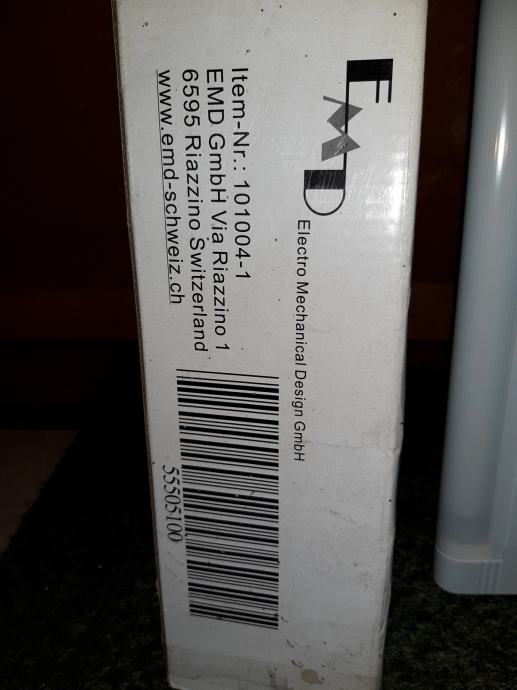 EMD
Electro Mechanical Design GmbH
Item-Nr.: 101004-1
EMD GmbH Via Riazzino 1
6595 Riazzino Switzerland
www.emd-schweiz.ch
55505100